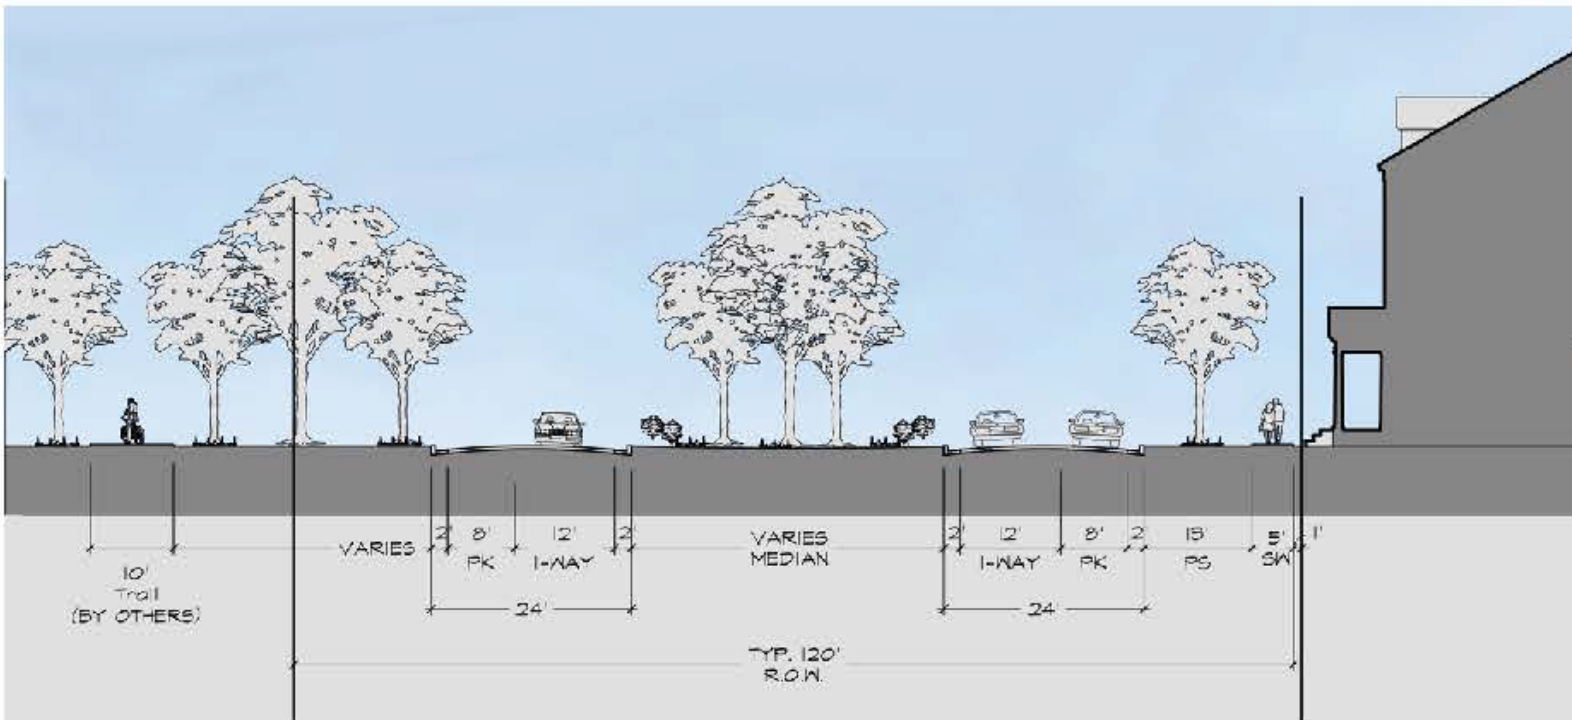 2' 8' 12' 2'
VARIES
PK 1-WAY
VARIES
MEDIAN
2' 12' 8' 2' 13' 5' 1'
1-WAY PK PS SW
10'
Trail
(BY OTHERS)
24'
24'
TYP. 120'
R.O.W.